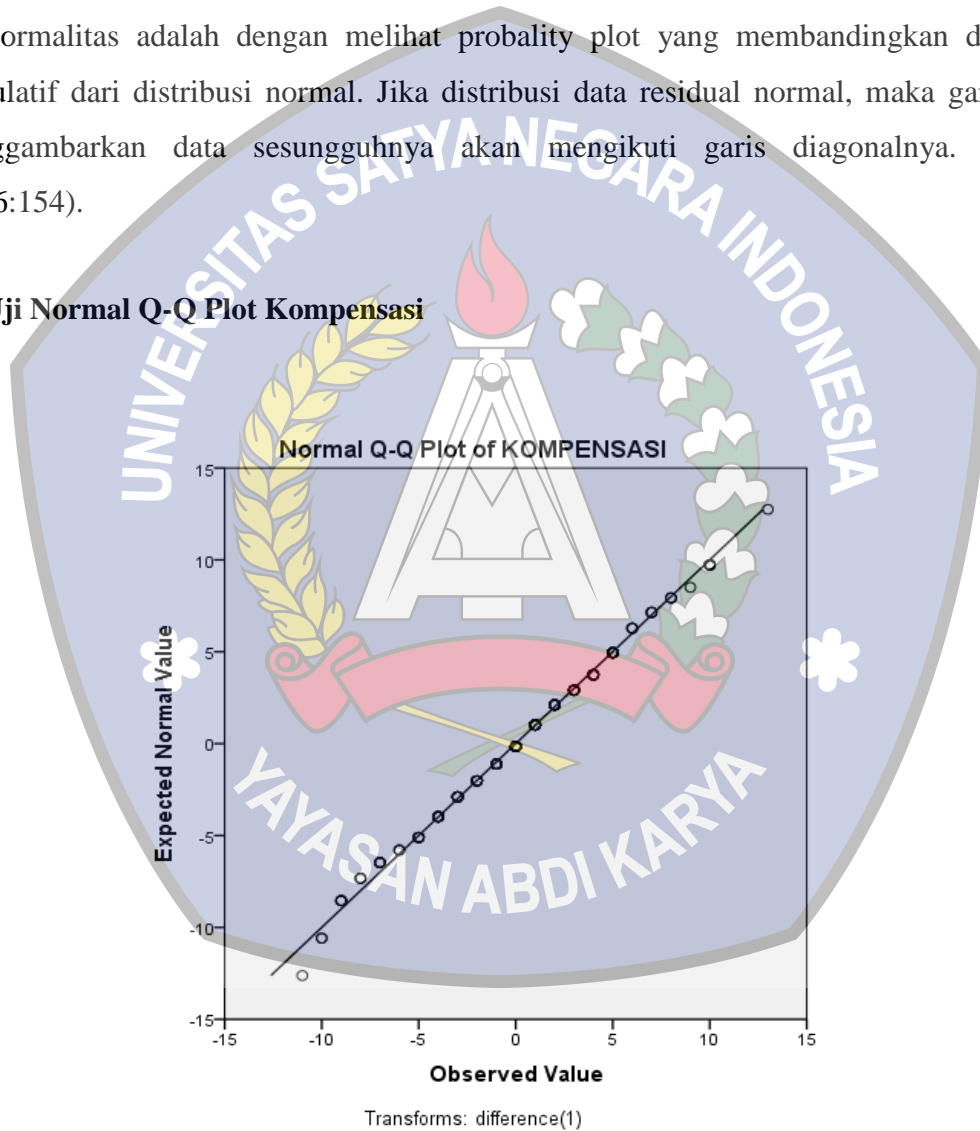 ormalitas adalah dengan melihat probality plot yang membandingkan d
ulatif dari distribusi normal. Jika distribusi data residual normal, maka ga
ggambarkan data sesungguhnya akan mengikuti garis diagonalnya.
:154).
UNIVERSITAS SATYA NEGARA INDONESIA
Uji Normal Q-Q Plot Kompensasi
Normal Q-Q Plot of KOMPENSASI
Expected Normal Value
15
10
5
0
-5
-10
-15
-15 -10 -5 0 5 10 15
Observed Value
Transforms: difference(1)
YAYASAN ABDI KARYA